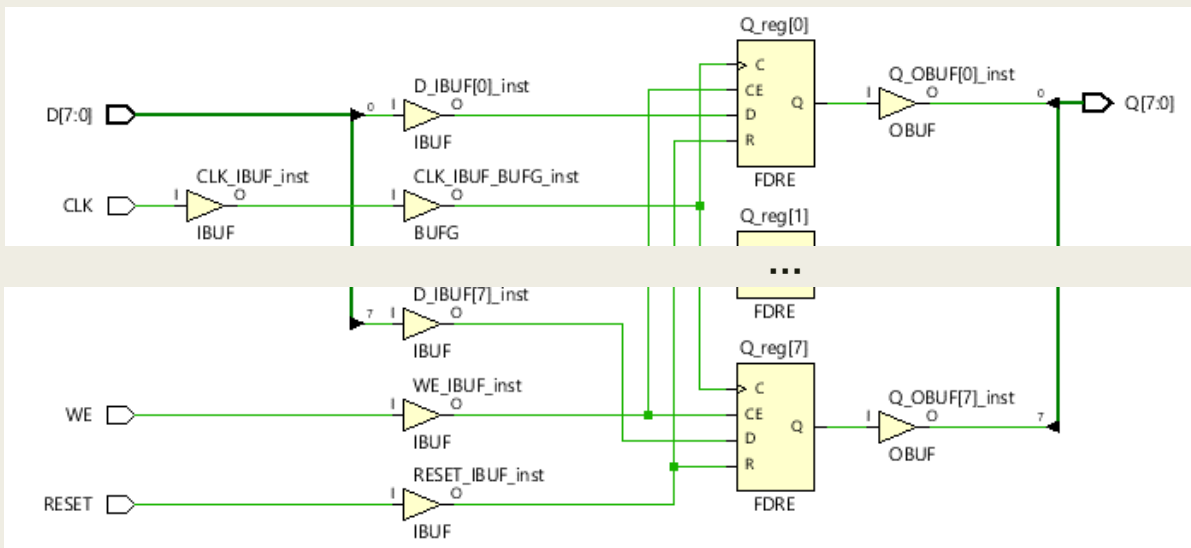 Q_reg[0]
C
CE
D
R
Q
FDRE
D_IBUF[0]_inst
I
O
IBUF
Q_OBUF[0]_inst
I
O
OBUF
D[7:0]
0
0
Q[7:0]
CLK_IBUF_inst
I
O
IBUF
CLK_IBUF_BUFG_inst
I
O
BUFG
CLK
Q_reg[1]
...
FDRE
D_IBUF[7]_inst
7
I
O
IBUF
Q_reg[7]
C
CE
D
R
Q
FDRE
WE_IBUF_inst
WE
I
O
IBUF
Q_OBUF[7]_inst
I
O
7
OBUF
RESET_IBUF_inst
RESET
I
O
IBUF